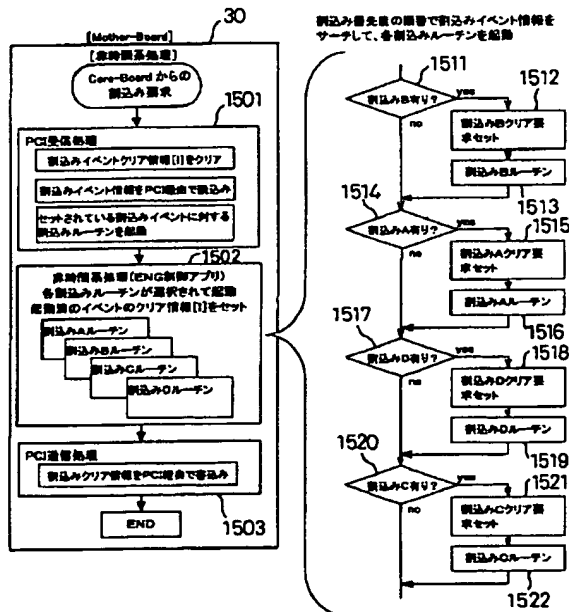 30
[Mother-Board]
[非時間系処理]
Core-Board からの
割込み要求
1501
PCI受信処理
割込みイベントクリア情報[1]をクリア
割込みイベント情報をPCI経由で読込み
セットされている割込みイベントに対する
割込みルーチンを起動
1502
非時間系処理(ENG制御アプリ)
各割込みルーチンが選択されて起動
起動済のイベントのクリア情報[1]をセット
割込みAルーチン
割込みBルーチン
割込みCルーチン
割込みDルーチン
PCI送信処理
割込みクリア情報をPCI経由で書込み
1503
END
割込み優先度の順番で割込みイベント情報を
サーチして、各割込みルーチンを起動
1511
割込みB有り?
yes
no
1512
割込みBクリア要
求セット
割込みBルーチン
1513
1514
割込みA有り?
yes
no
1515
割込みAクリア要
求セット
割込みAルーチン
1516
1517
割込みD有り?
yes
no
1518
割込みDクリア要
求セット
割込みDルーチン
1519
1520
割込みC有り?
yes
no
1521
割込みCクリア要
求セット
割込みCルーチン
1522